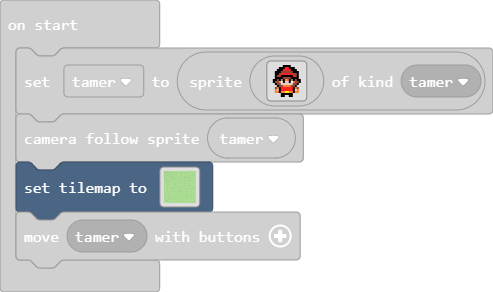 on start
set tamer to sprite of kind tamer
camera follow sprite tamer
set tilemap to
move tamer with buttons